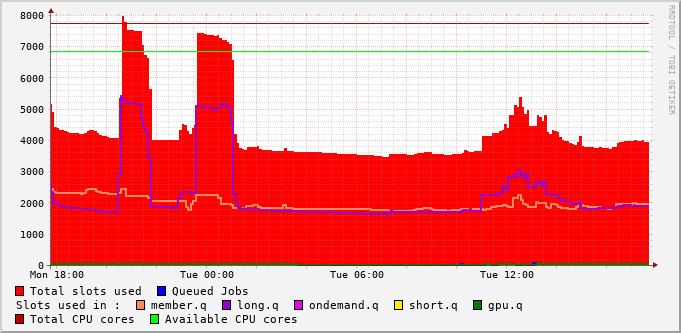 RRDTOOL / TOBI OETIKER
8000
7000
6000
5000
4000
3000
2000
1000
0
Mon 18:00 Tue 00:00 Tue 06:00 Tue 12:00
Total slots used Queued Jobs
Slots used in : member.q long.q ondemand.q short.q gpu.q
Total CPU cores Available CPU cores